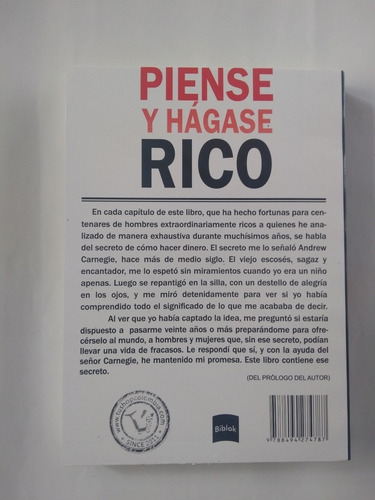 PIENSE
Y HÁGASE
RICO
En cada capítulo de este libro, que ha hecho fortunas para cen-
tenares de hombres extraordinariamente ricos a quienes he ana-
lizado de manera exhaustiva durante muchísimos años, se habla
del secreto de cómo hacer dinero. El secreto me lo señaló Andrew
Carnegie, hace más de medio siglo. El viejo escosés, sagaz y
encantador, me lo espetó sin miramientos cuando yo era un niño
apenas. Luego se repantigó en la silla, con un destello de alegría
en los ojos, y me miró detenidamente para ver si yo había
comprendido todo el significado de lo que me acababa de decir.
Al ver que yo había captado la idea, me preguntó si estaría
dispuesto a pasarme veinte años o más preparándome para ofre-
cérselo al mundo, a hombres y mujeres que, sin ese secreto, podían
llevar una vida de fracasos. Le respondí que sí, y con la ayuda del
señor Carnegie, he mantenido mi promesa. Este libro contiene ese
secreto.
(DEL PRÓLOGO DEL AUTOR)
www.tushopcolombia.com
SINCE 2011
Biblok
9 788494 274787